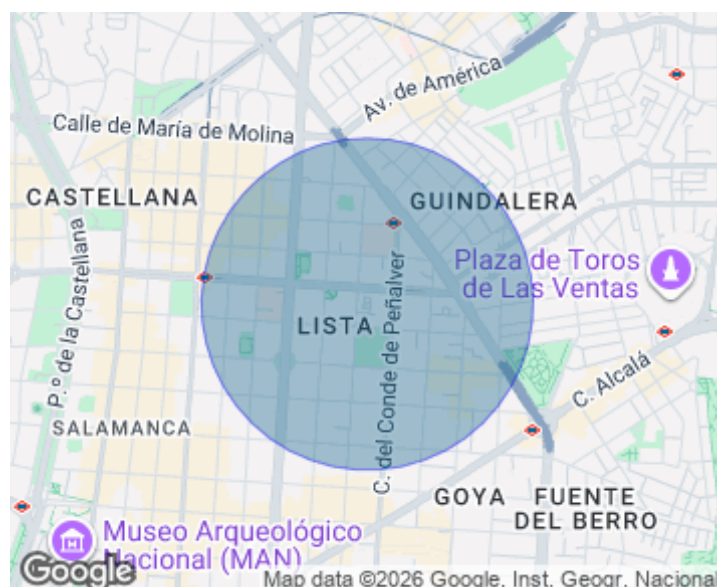 Av. de América
Calle de María de Molina
CASTELLANA
GUINDALERA
P.º de la Castellana
Plaza de Toros
de Las Ventas
C. del Conde de Peñalver
LISTA
C. Alcalá
SALAMANCA
GOYA
FUENTE
DEL BERRO
Museo Arqueológico
Nacional (MAN)
Google
Map data ©2026 Google, Inst. Geogr. Nacional